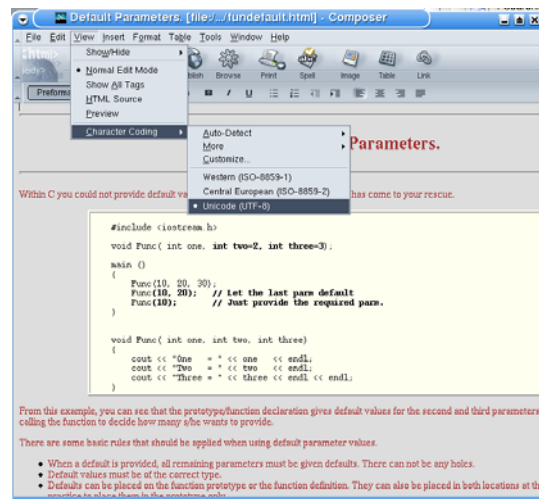 Default Parameters. [file:/.../fundefault.html] - Composer
File Edit View Insert Format Table Tools Window Help
Show/Hide
Normal Edit Mode
Show All Tags
HTML Source
Preview
Character Coding
Browse Print Spell Image Table Link
Auto-Detect
More
Customize...
Western (ISO-8859-1)
Central European (ISO-8859-2)
Unicode (UTF-8)
Parameters.
Within C you could not provide default va has come to your rescue.
#include <iostream.h>
void Func( int one, int two=2, int three=3);
main ()
{
Func(10, 20, 30);
Func(10, 20); // Let the last parm default
Func(10); // Just provide the required parm.
}
void Func( int one, int two, int three)
{
cout << "One = " << one << endl;
cout << "Two = " << two << endl;
cout << "Three = " << three << endl << endl;
}
From this example, you can see that the prototype/function declaration gives default values for the second and third parameters
calling the function to decide how many s/he wants to provide.
There are some basic rules that should be applied when using default parameter values.
When a default is provided, all remaining parameters must be given defaults. There can not be any holes.
Default values must be of the correct type.
Defaults can be placed on the function prototype or the function definition. They can also be placed in both locations at th
practice to place them in the prototype only